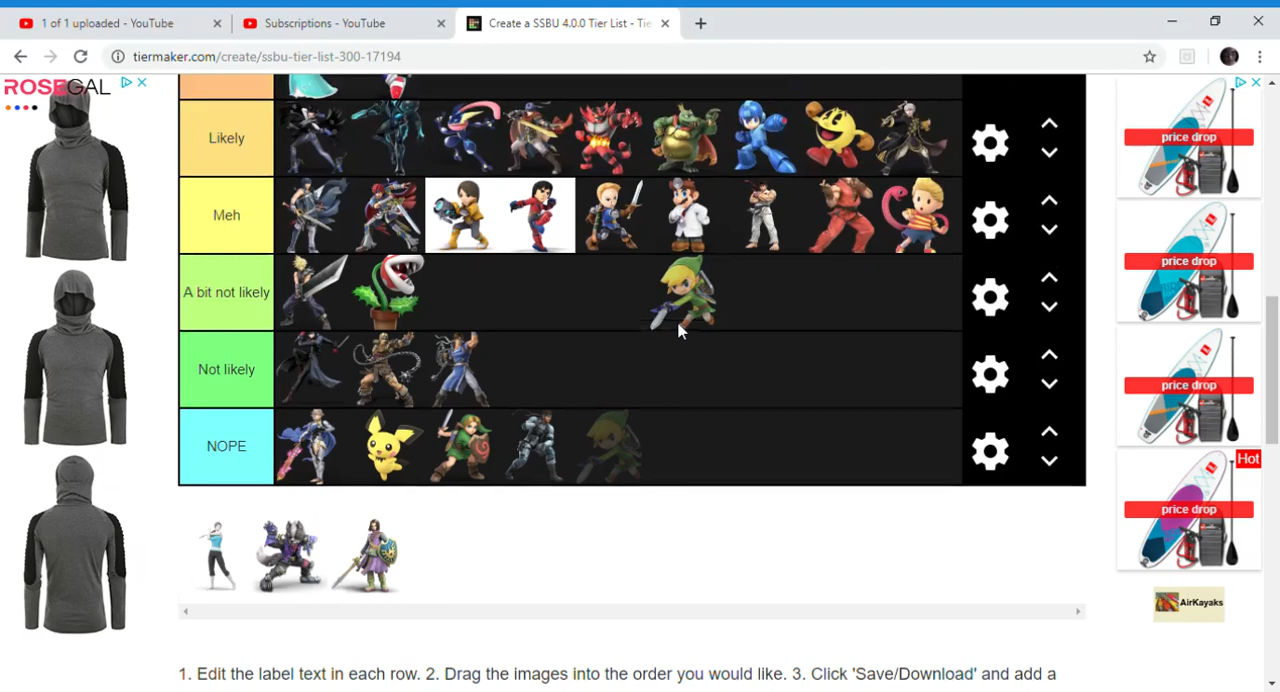 1 of 1 uploaded - YouTube
Subscriptions - YouTube
Create a SSBU 4.0.0 Tier List - Tie
tiermaker.com/create/ssbu-tier-list-300-17194
ROSEGAL
Likely
Meh
A bit not likely
Not likely
NOPE
price drop
price drop
price drop
Hot
price drop
AirKayaks
1. Edit the label text in each row. 2. Drag the images into the order you would like. 3. Click 'Save/Download' and add a